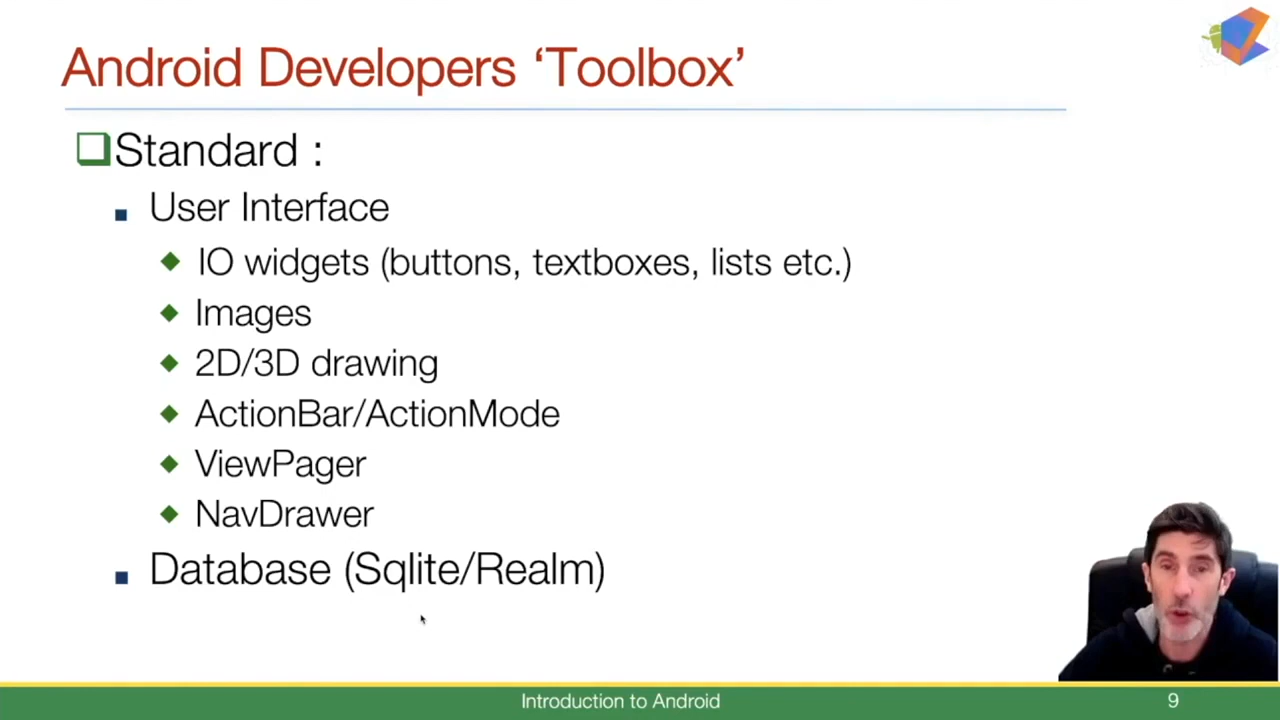 Android Developers ‘Toolbox’
Standard :
User Interface
IO widgets (buttons, textboxes, lists etc.)
Images
2D/3D drawing
ActionBar/ActionMode
ViewPager
NavDrawer
Database (Sqlite/Realm)
Introduction to Android
9